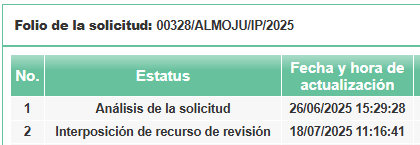 Folio de la solicitud: 00328/ALMOJU/IP/2025
No. Estatus Fecha y hora de actualización
1 Análisis de la solicitud 26/06/2025 15:29:28
2 Interposición de recurso de revisión 18/07/2025 11:16:41